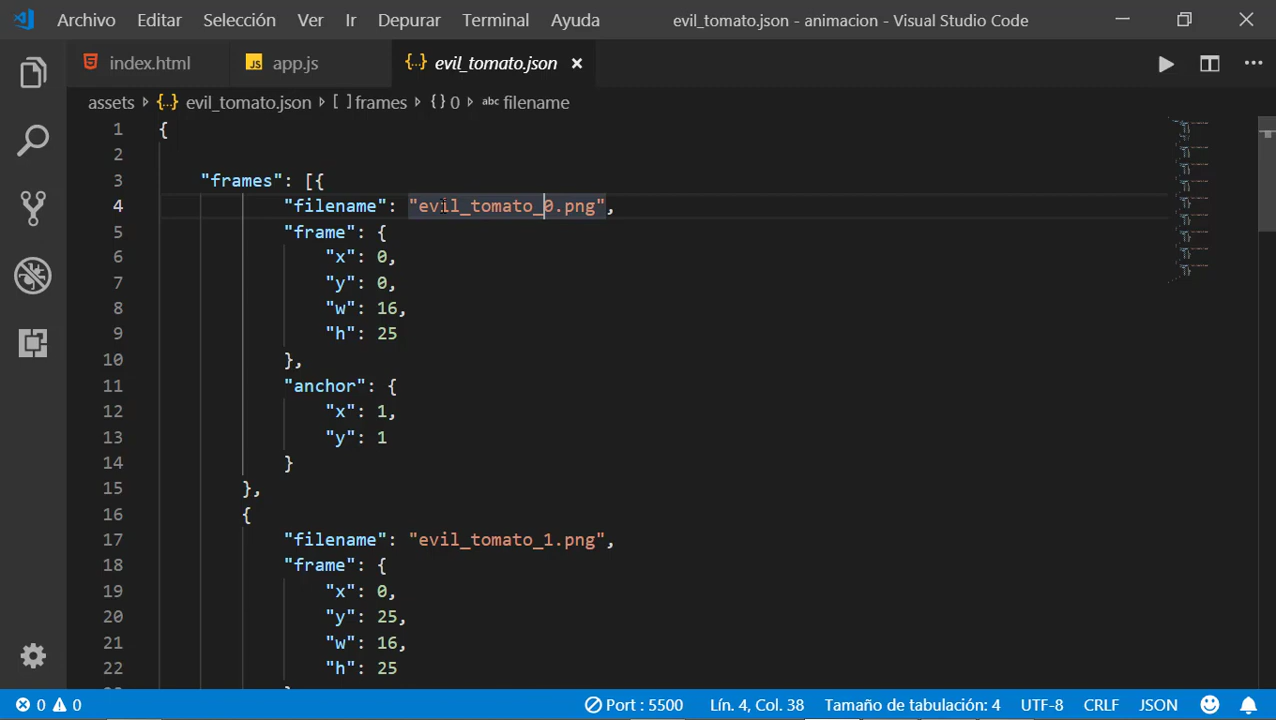 Archivo Editar Selección Ver Ir Depurar Terminal Ayuda evil_tomato.json - animacion - Visual Studio Code
index.html app.js {..} evil_tomato.json
assets {..} evil_tomato.json [ ] frames { } 0 abc filename
1 {
2
3 "frames": [{
4 "filename": "evil_tomato_0.png",
5 "frame": {
6 "x": 0,
7 "y": 0,
8 "w": 16,
9 "h": 25
10 },
11 "anchor": {
12 "x": 1,
13 "y": 1
14 }
15 },
16 {
17 "filename": "evil_tomato_1.png",
18 "frame": {
19 "x": 0,
20 "y": 25,
21 "w": 16,
22 "h": 25
0 0 Port : 5500 Lín. 4, Col. 38 Tamaño de tabulación: 4 UTF-8 CRLF JSON